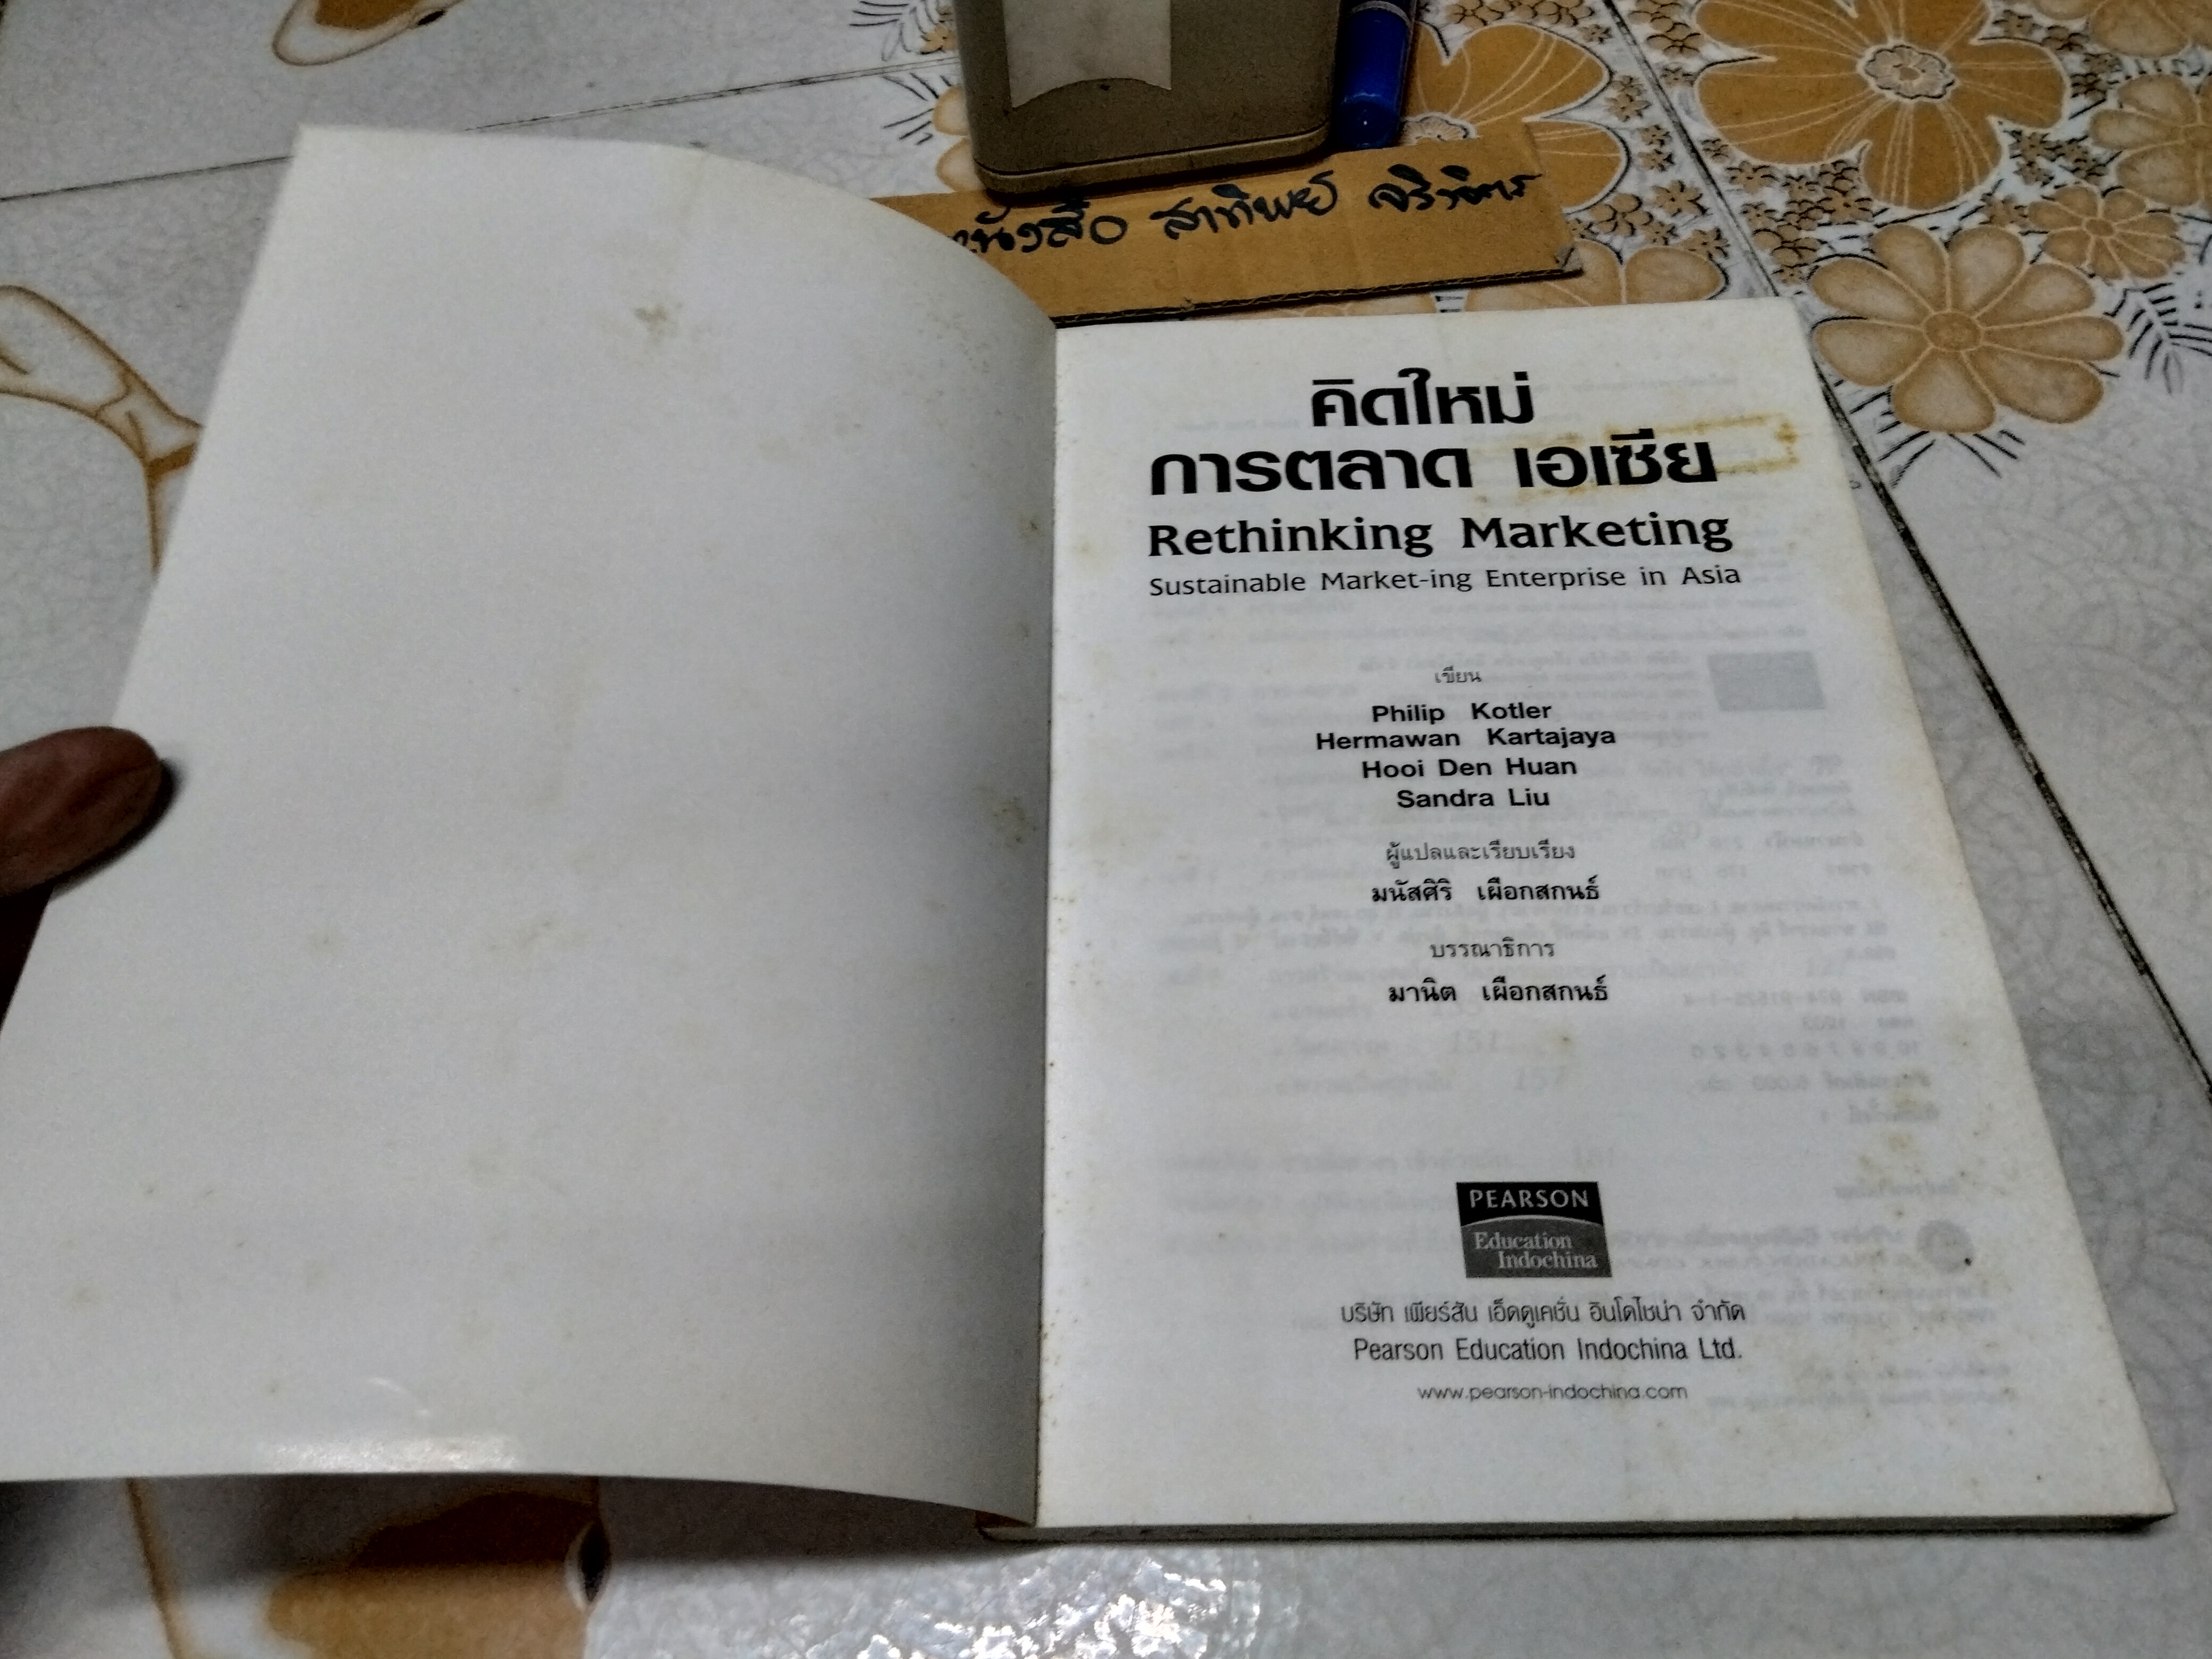 หนังสือ สาทิพย์
คิดใหม่
การตลาด เอเซีย
Rethinking Marketing
Sustainable Market-ing Enterprise in Asia
เขียน
Philip Kotler
Hermawan Kartajaya
Hooi Den Huan
Sandra Liu
ผู้แปลและเรียบเรียง
มนัสศิริ เผือกสกนธ์
บรรณาธิการ
มานิต เผือกสกนธ์
PEARSON
Education
Indochina
บริษัท เพียร์สัน เอ็ดดูเคชั่น อินโดไชน่า จำกัด
Pearson Education Indochina Ltd.
www.pearson-indochina.com